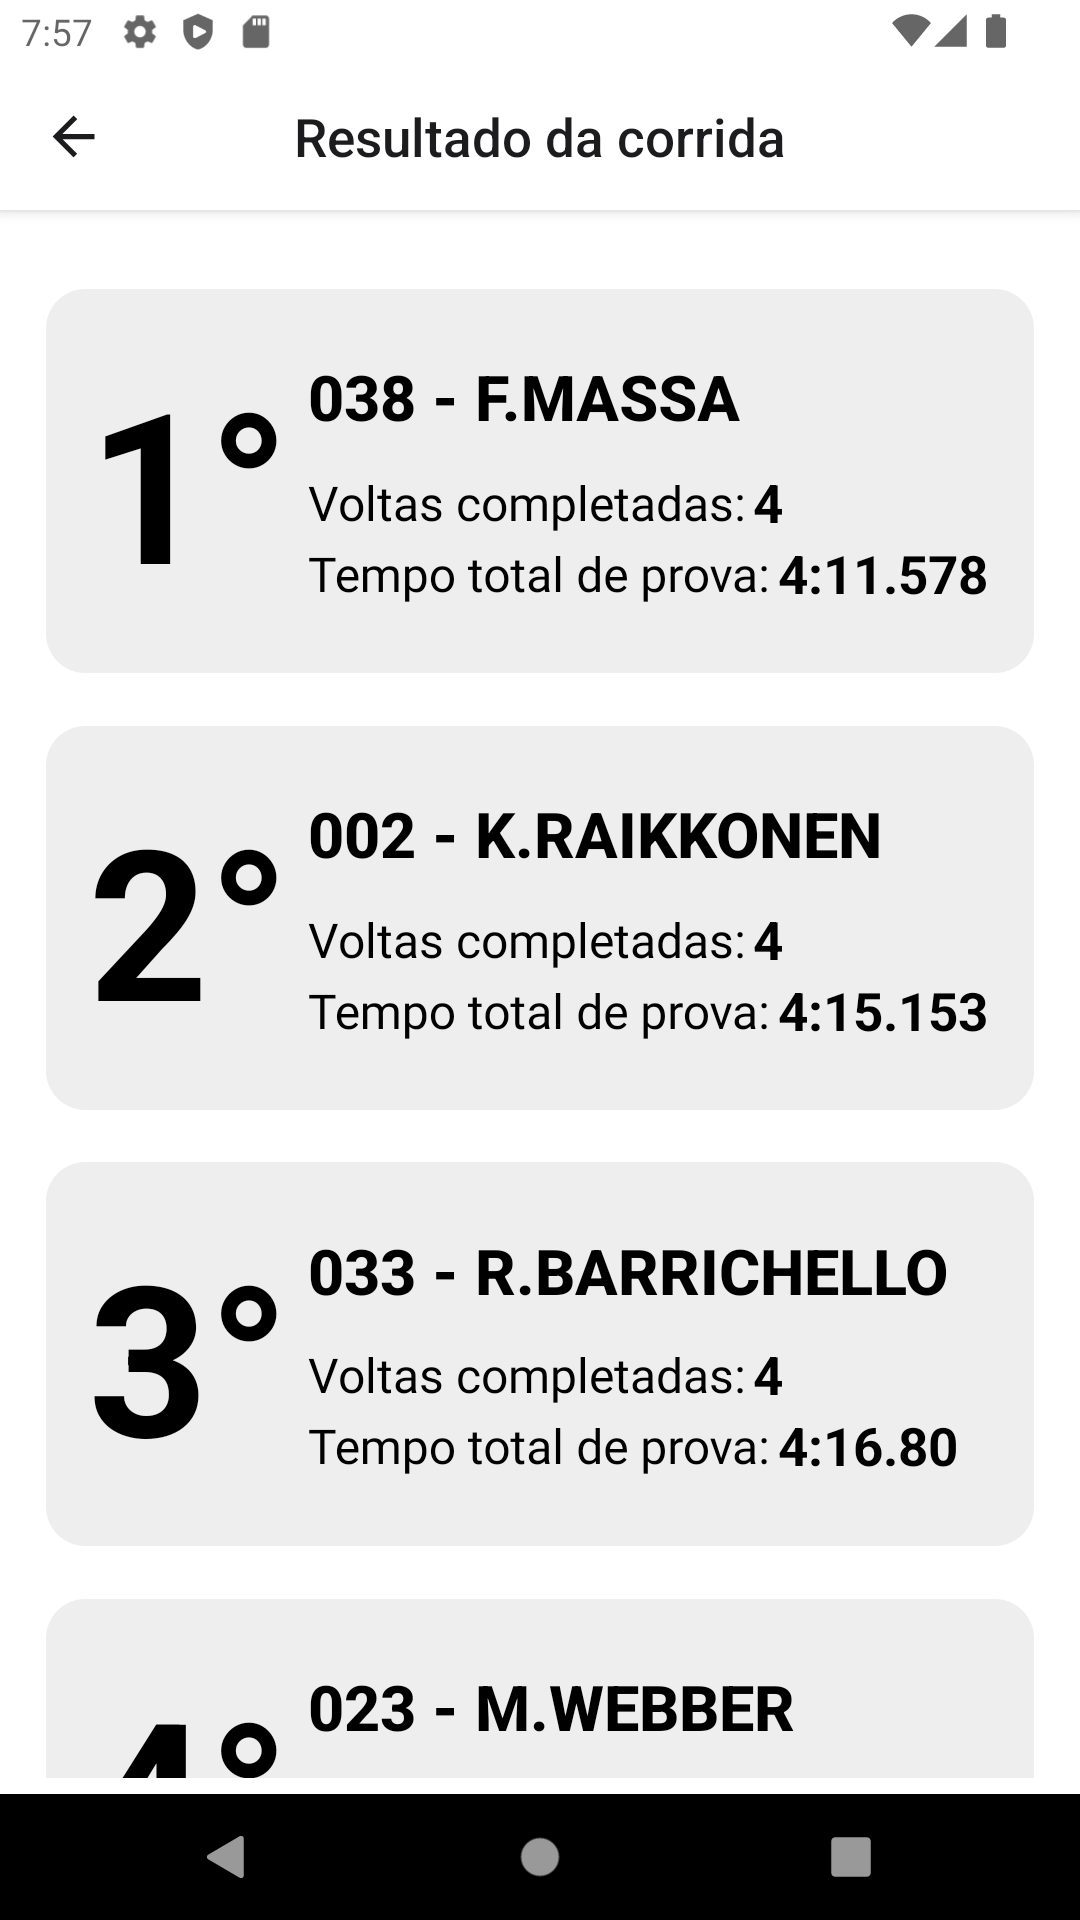 7:57
Resultado da corrida
1°
038 - F.MASSA
Voltas completadas: 4
Tempo total de prova: 4:11.578
2°
002 - K.RAIKKONEN
Voltas completadas: 4
Tempo total de prova: 4:15.153
3°
033 - R.BARRICHELLO
Voltas completadas: 4
Tempo total de prova: 4:16.80
4°
023 - M.WEBBER